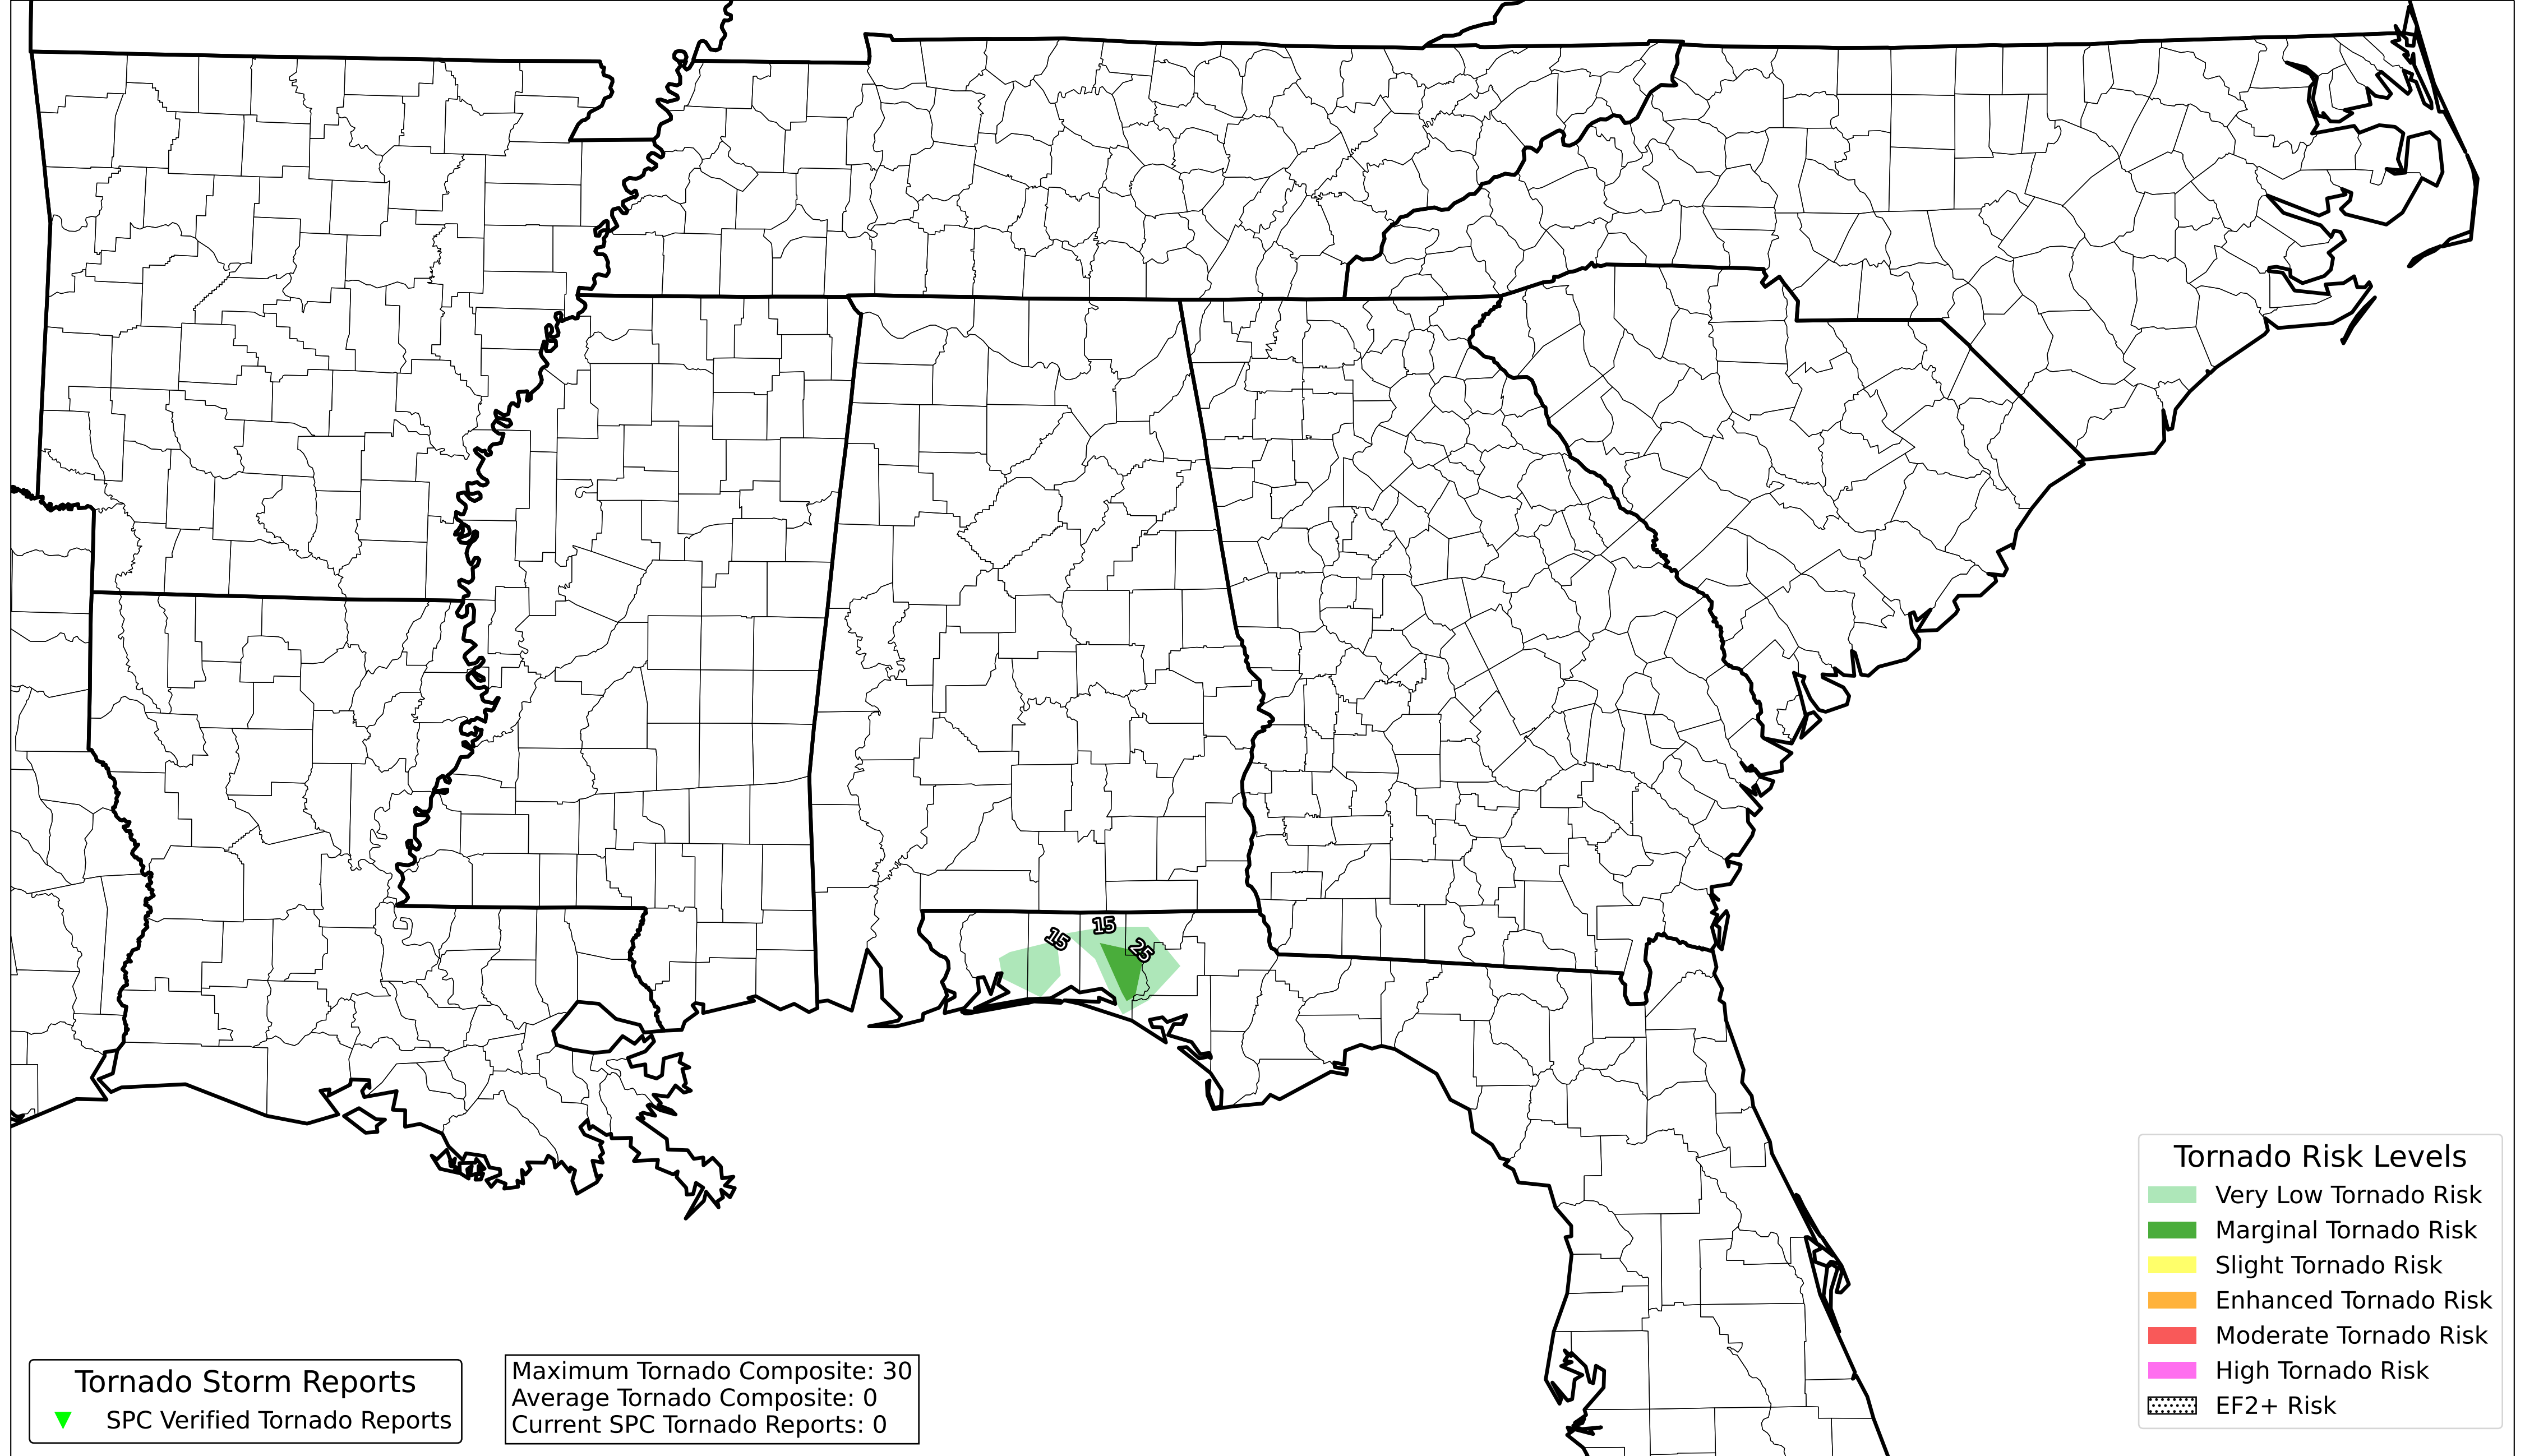 15
15
25
Tornado Risk Levels
Very Low Tornado Risk
Marginal Tornado Risk
Slight Tornado Risk
Enhanced Tornado Risk
Moderate Tornado Risk
High Tornado Risk
EF2+ Risk
Tornado Storm Reports
SPC Verified Tornado Reports
Maximum Tornado Composite: 30
Average Tornado Composite: 0
Current SPC Tornado Reports: 0